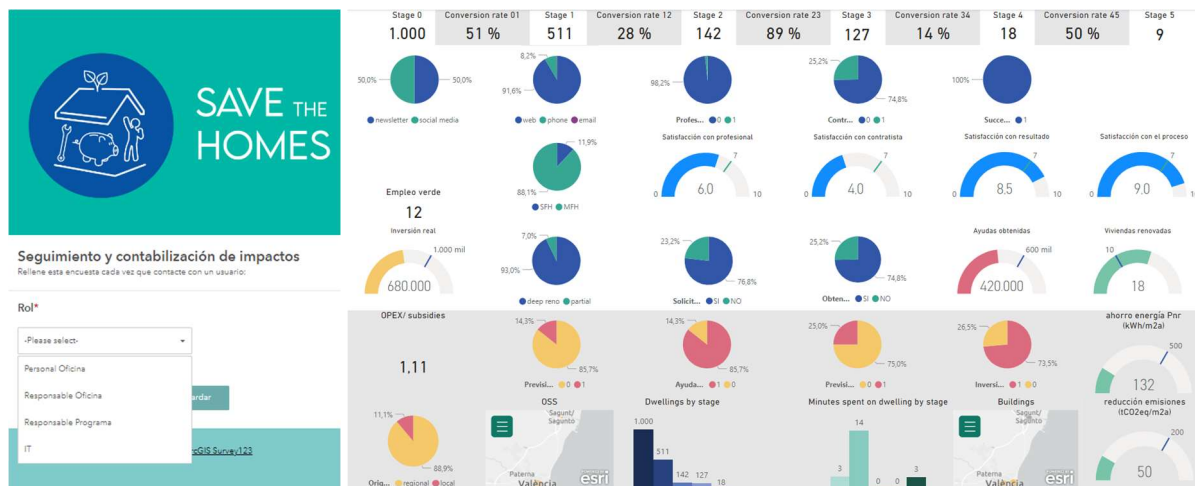 SAVE THE
HOMES
Seguimiento y contabilización de impactos
Rellene esta encuesta cada vez que contacte con un usuario:
Rol*
-Please select-
Personal Oficina
Responsable Oficina
Responsable Programa
IT
ardar
cGIS Survey123
Stage 0 Conversion rate 01 Stage 1 Conversion rate 12 Stage 2 Conversion rate 23 Stage 3 Conversion rate 34 Stage 4 Conversion rate 45 Stage 5
1.000 51 % 511 28 % 142 89 % 127 14 % 18 50 % 9
50,0% 50,0%
newsletter social media
8,2%
91,6%
web phone email
98,2%
Profes... 0 1
25,2%
74,8%
Contr... 0 1
100%
Succe... 1
Empleo verde
12
11,9%
88,1%
SFH MFH
Satisfacción con profesional
7
0 6.0 10
Satisfacción con contratista
7
0 4.0 10
Satisfacción con resultado
7
0 8.5 10
Satisfacción con el proceso
7
0 9.0 1
Inversión real
1.000 mil
680.000
7,0%
93,0%
deep reno partial
23,2%
76,8%
Solicit... SI NO
25,2%
74,8%
Obten... SI NO
Ayudas obtenidas
600 mil
420.000
Viviendas renovadas
10
18
OPEX/ subsidies
1,11
14,3%
85,7%
Previsi... 0 1
14,3%
85,7%
Ayuda... 1 0
25,0%
75,0%
Previsi... 0 1
26,5%
73,5%
Inversi... 1 0
ahorro energía Pnr
(kWh/m2a)
500
132
11,1%
88,9%
Orig... regional local
OSS
Sagunt/
Sagunto
Paterna
Valencia
esri
Dwellings by stage
1.000
511
142 127
18
Minutes spent on dwelling by stage
14
3
0 0
3
Buildings
Sagunt/
Sagunto
Paterna
Valencia
esri
reducción emisiones
(tCO2eq/m2a)
200
50